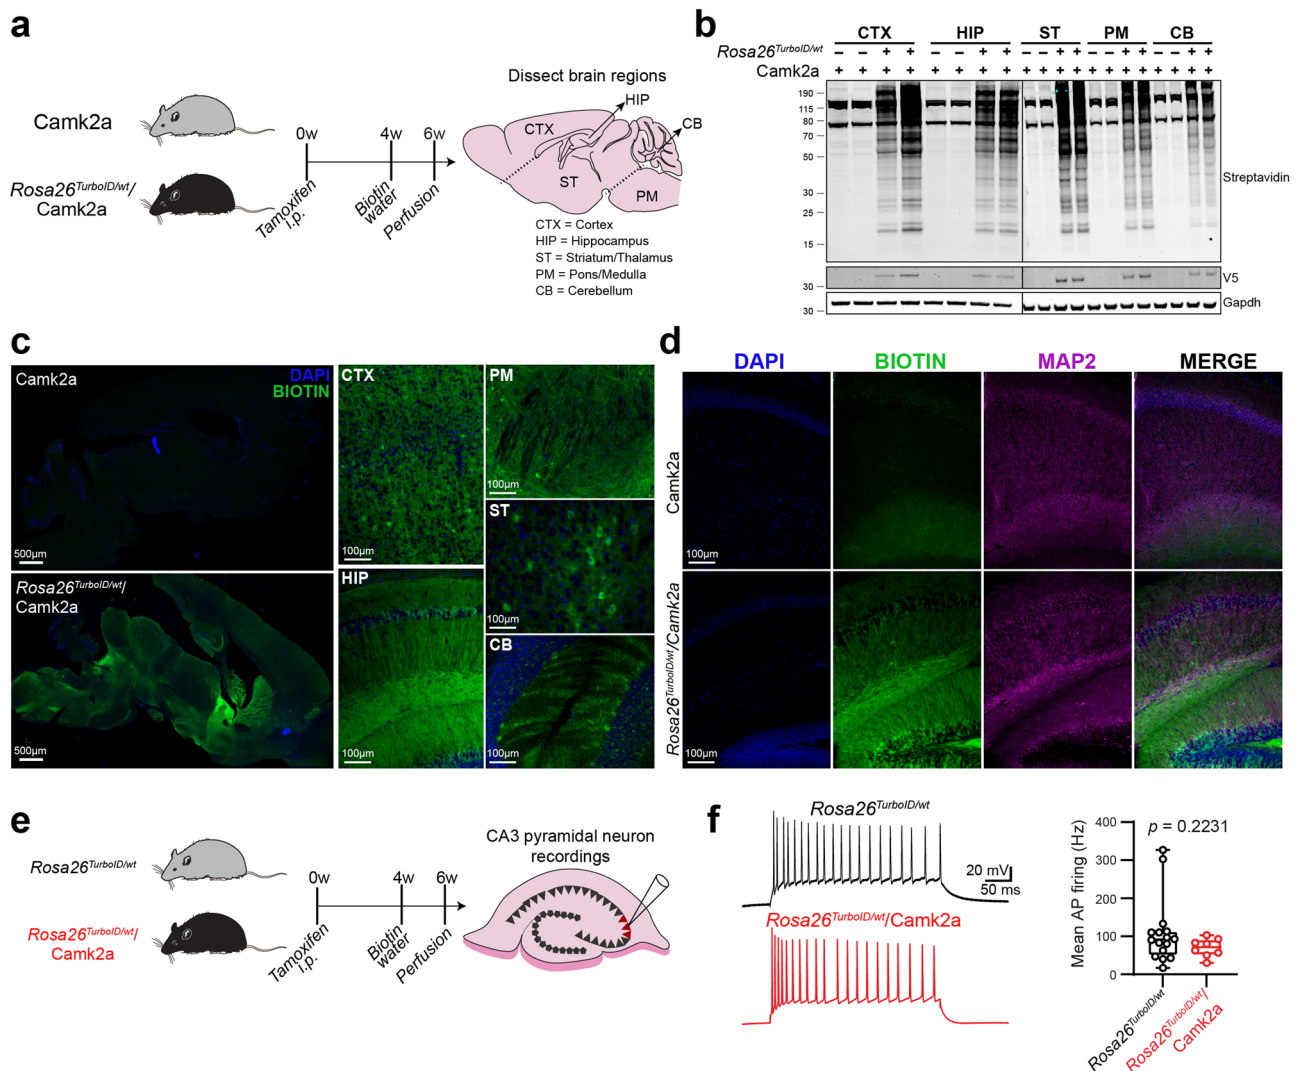 a
Camk2a
Rosa26TurboID/wt/
Camk2a
0w
4w
6w
Tamoxifen
i.p.
Biotin
water
Perfusion
Dissect brain regions
HIP
CTX
CB
ST
PM
CTX = Cortex
HIP = Hippocampus
ST = Striatum/Thalamus
PM = Pons/Medulla
CB = Cerebellum
b
CTX HIP ST PM CB
Rosa26TurboID/wt − − + + − − + + − − + + − − + + − − + +
Camk2a + + + + + + + + + + + + + + + + + + + +
190
115
80
70
50
30
25
15
Streptavidin
30
V5
30
Gapdh
c
Camk2a
DAPI
BIOTIN
500µm
Rosa26TurboID/wt/
Camk2a
500µm
CTX
100µm
HIP
100µm
PM
100µm
ST
100µm
CB
100µm
d
DAPI BIOTIN MAP2 MERGE
Camk2a
100µm
Rosa26TurboID/wt/Camk2a
100µm
e
Rosa26TurboID/wt
Rosa26TurboID/wt/
Camk2a
0w
4w
6w
Tamoxifen
i.p.
Biotin
water
Perfusion
CA3 pyramidal neuron
recordings
f
Rosa26TurboID/wt
20 mV
50 ms
Rosa26TurboID/wt/Camk2a
Mean AP firing (Hz)
400
300
200
100
0
p = 0.2231
Rosa26TurboID/wt
Rosa26TurboID/wt/
Camk2a